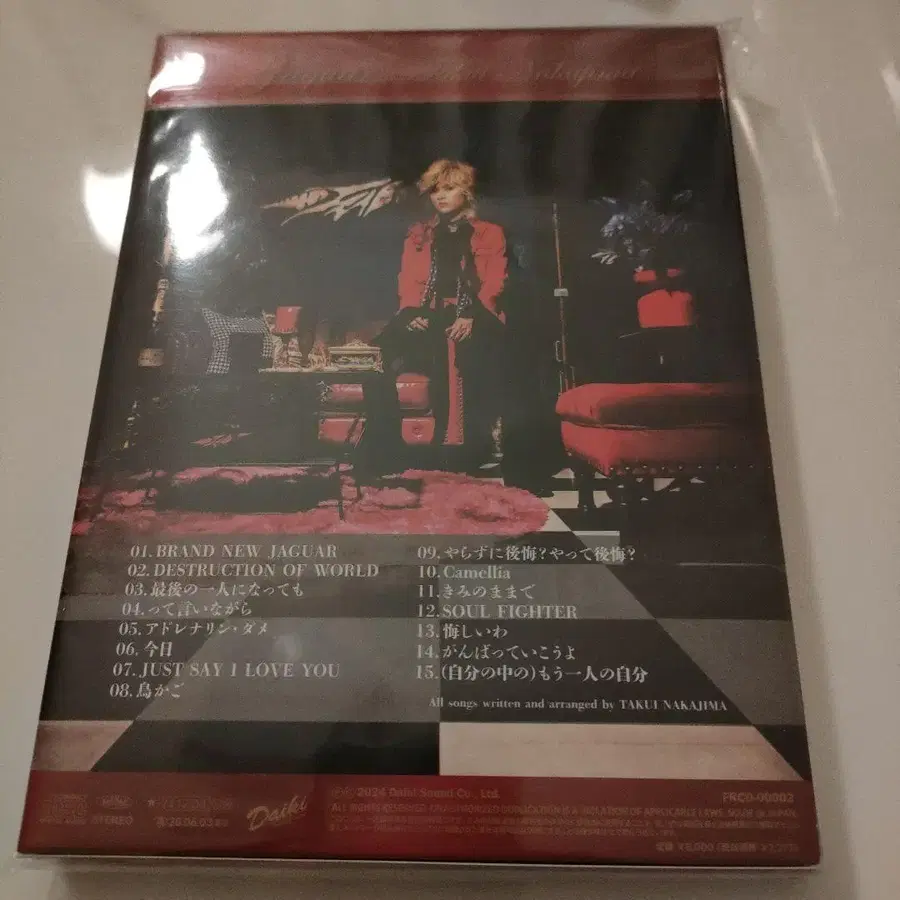 01. BRAND NEW JAGUAR
02. DESTRUCTION OF WORLD
03. 最後の一人になっても
04. って言いながら
05. アドレナリン・ダメ
06. 今日
07. JUST SAY I LOVE YOU
08. 鳥かご
09. やらずに後悔?やって後悔?
10. Camellia
11. きみのままで
12. SOUL FIGHTER
13. 悔しいわ
14. がんばっていこうよ
15. (自分の中の)もう一人の自分
All songs written and arranged by TAKUI NAKAJIMA
STEREO
Daiki
2024 Daiki Sound Co., Ltd.
FRCD-00002